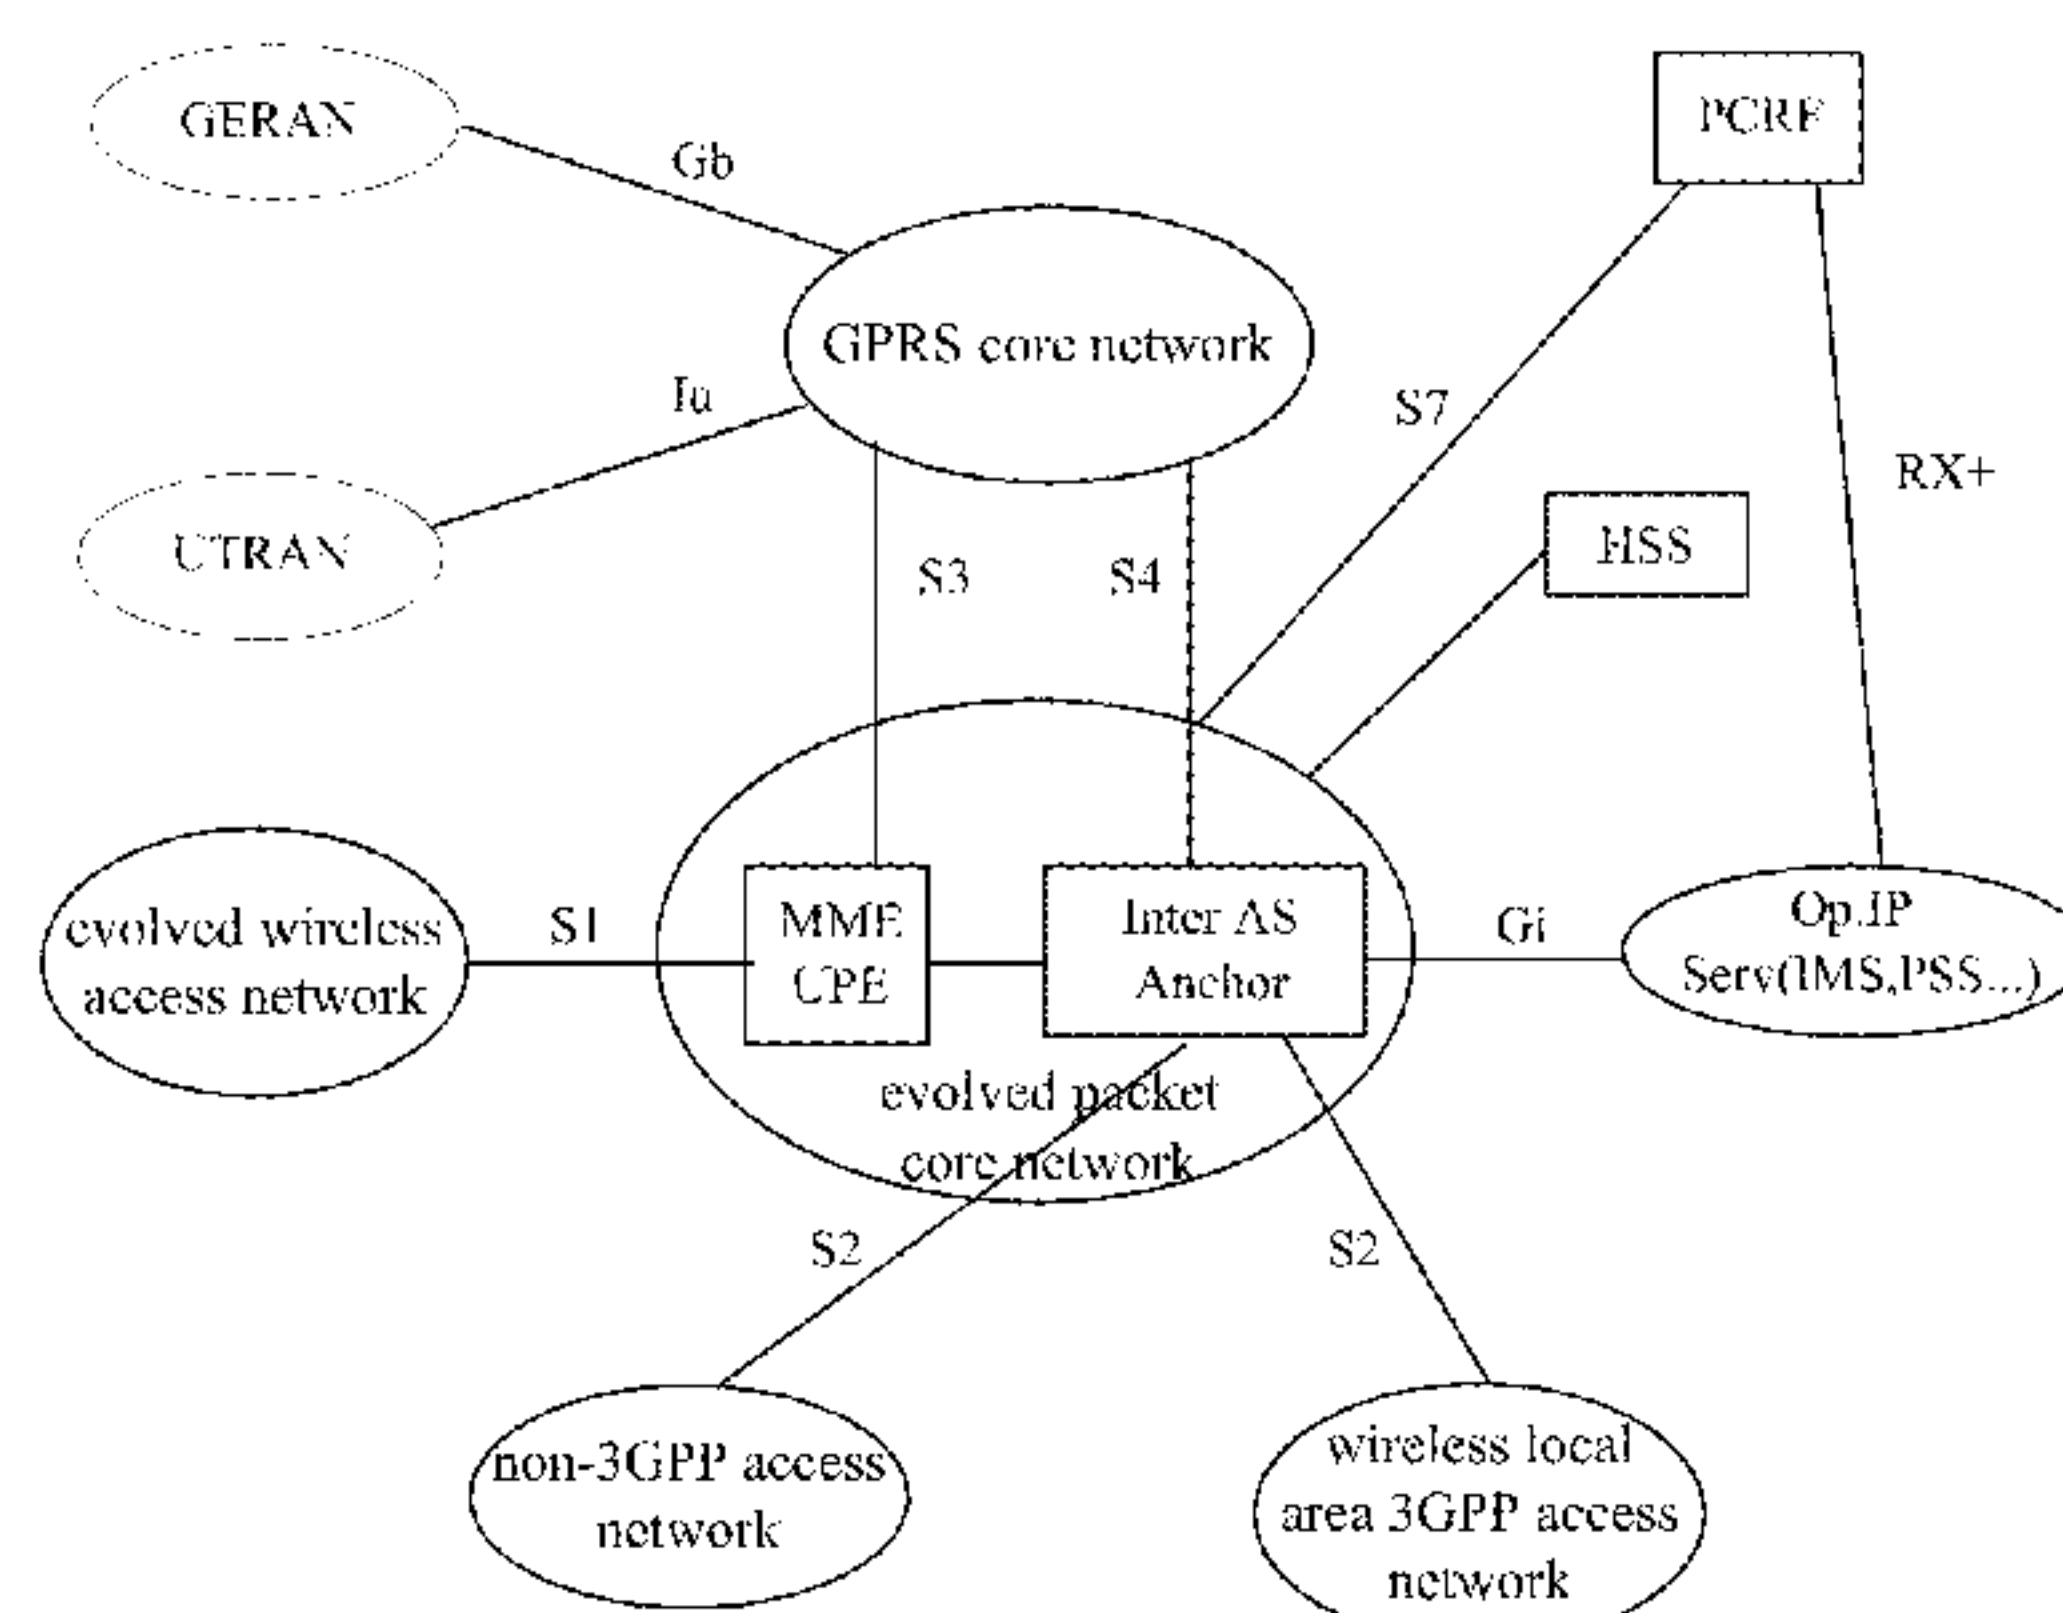 GERAN
Gb
PCRF
GPRS core network
Iu
S7
RX+
UTRAN
S3
S4
HSS
evolved wireless
access network
S1
MME
UPE
Inter AS
Anchor
Gi
Op.IP
Serv(IMS,PSS...)
evolved packet
core network
S2
S2
non-3GPP access
network
wireless local
area 3GPP access
network